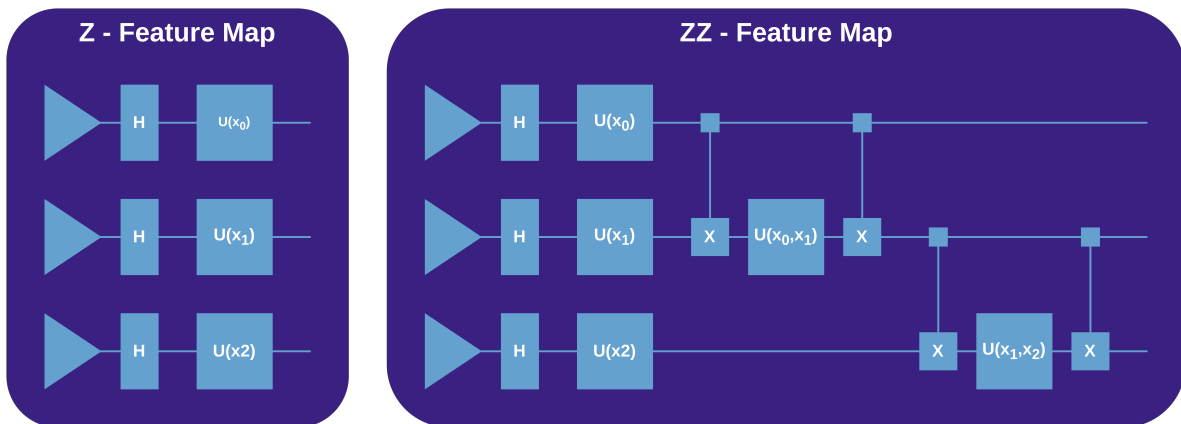 Z - Feature Map
H U(x₀)
H U(x₁)
H U(x2)
ZZ - Feature Map
H U(x₀)
H U(x₁) X U(x₀,x₁) X
H U(x2) X U(x₁,x₂) X